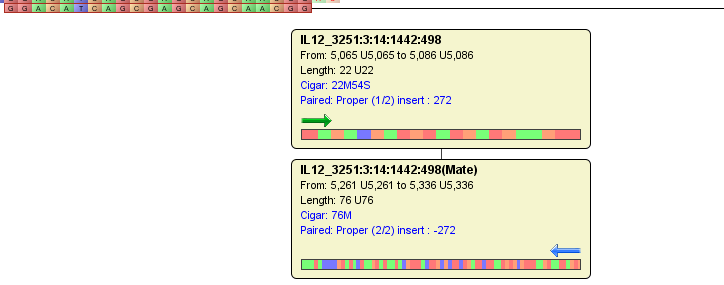 G G A C A T C A G C G A G C A G C A A C G G
IL12_3251:3:14:1442:498
From: 5,065 U5,065 to 5,086 U5,086
Length: 22 U22
Cigar: 22M54S
Paired: Proper (1/2) insert : 272
IL12_3251:3:14:1442:498(Mate)
From: 5,261 U5,261 to 5,336 U5,336
Length: 76 U76
Cigar: 76M
Paired: Proper (2/2) insert : -272